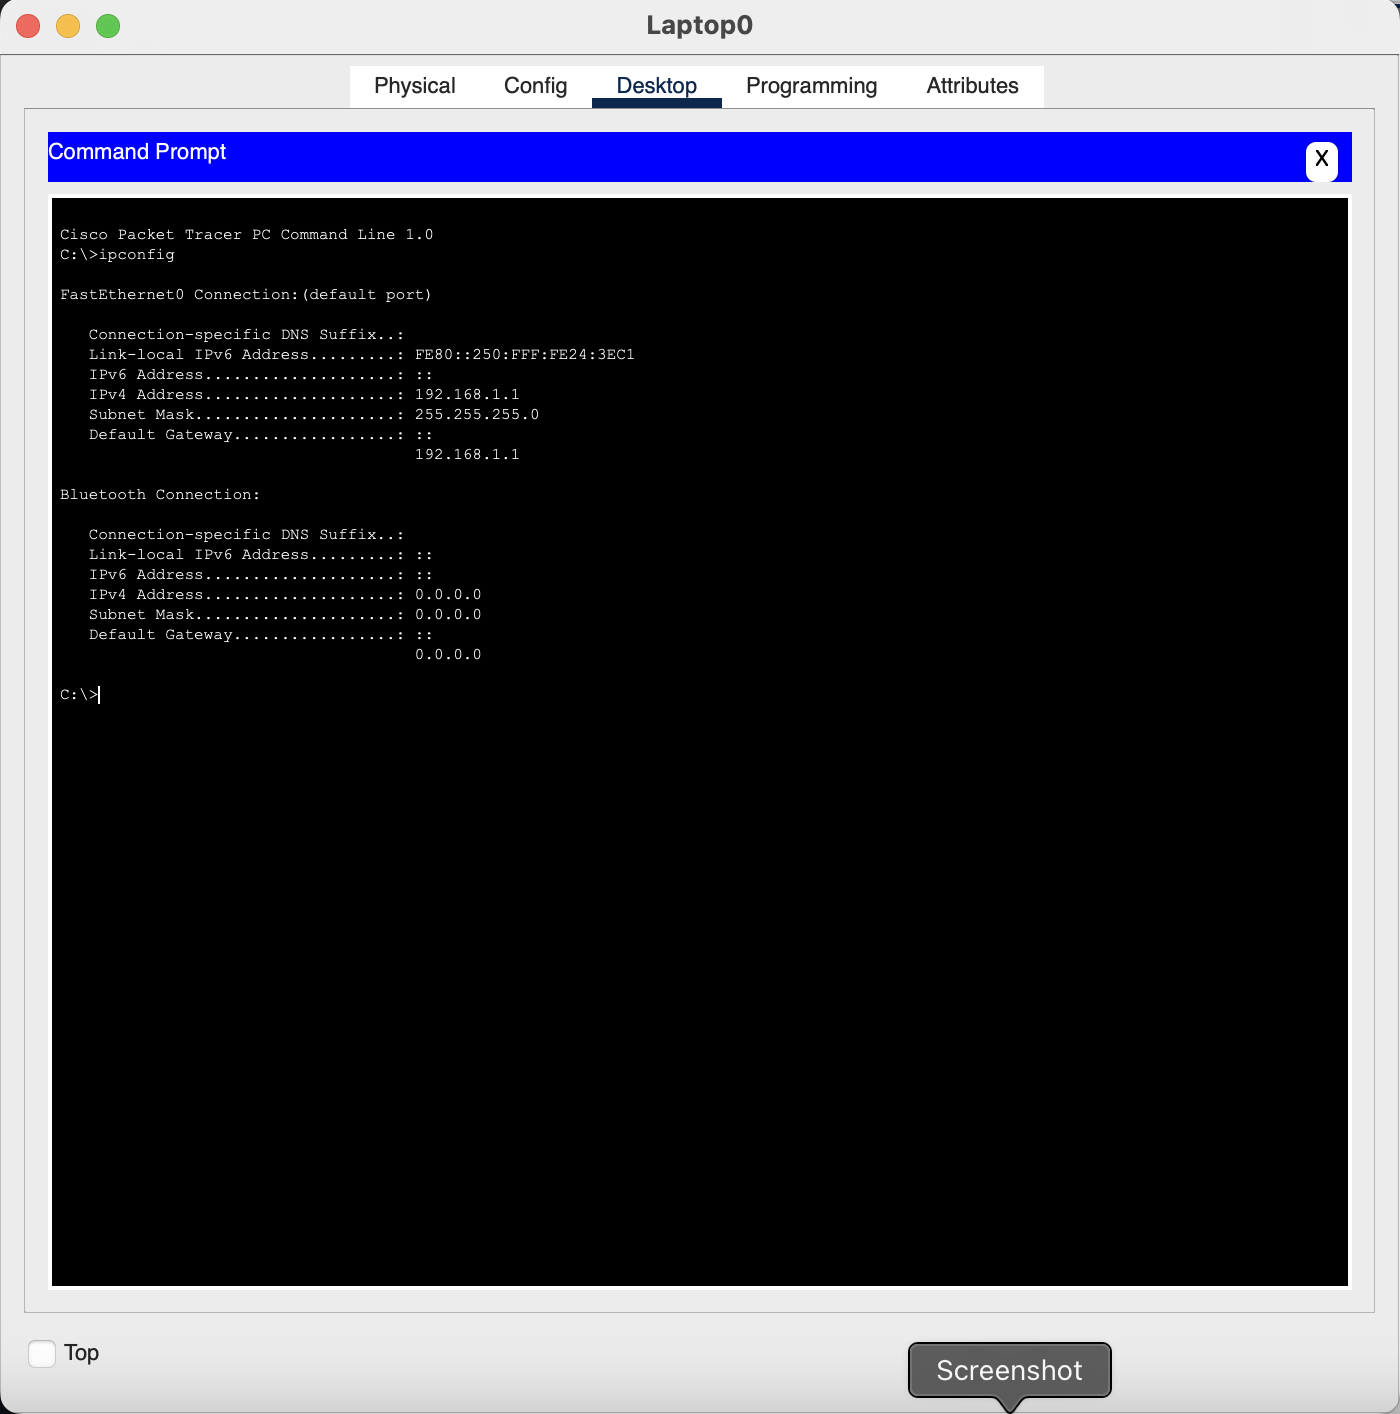 Laptop0
Physical Config Desktop Programming Attributes
Command Prompt
X
Cisco Packet Tracer PC Command Line 1.0
C:\>ipconfig
FastEthernet0 Connection:(default port)
Connection-specific DNS Suffix..:
Link-local IPv6 Address.........: FE80::250:FFF:FE24:3EC1
IPv6 Address....................: ::
IPv4 Address....................: 192.168.1.1
Subnet Mask.....................: 255.255.255.0
Default Gateway.................: ::
192.168.1.1
Bluetooth Connection:
Connection-specific DNS Suffix..:
Link-local IPv6 Address.........: ::
IPv6 Address....................: ::
IPv4 Address....................: 0.0.0.0
Subnet Mask.....................: 0.0.0.0
Default Gateway.................: ::
0.0.0.0
C:\>
Top
Screenshot